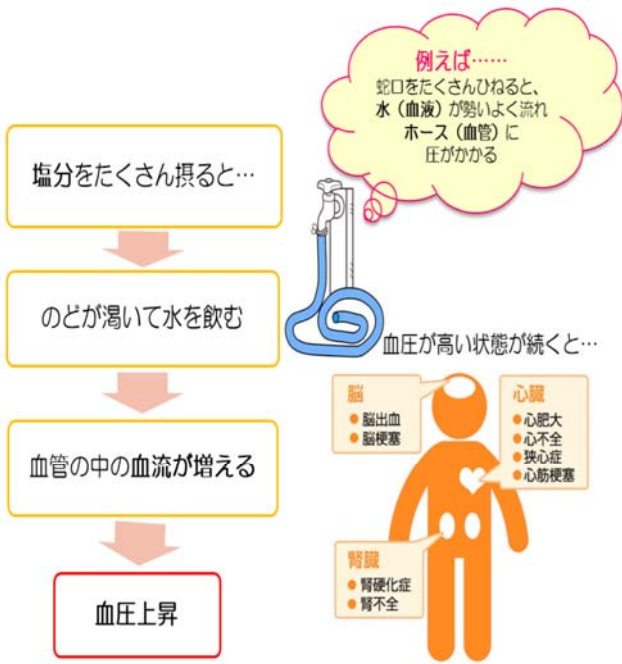 例えば……
蛇口をたくさんひねると、
水（血液）が勢いよく流れ
ホース（血管）に
圧がかかる
塩分をたくさん摂ると…
のどが渇いて水を飲む
血管の中の血流が増える
血圧上昇
血圧が高い状態が続くと…
脳
●脳出血
●脳梗塞
心臓
●心肥大
●心不全
●狭心症
●心筋梗塞
腎臓
●腎硬化症
●腎不全